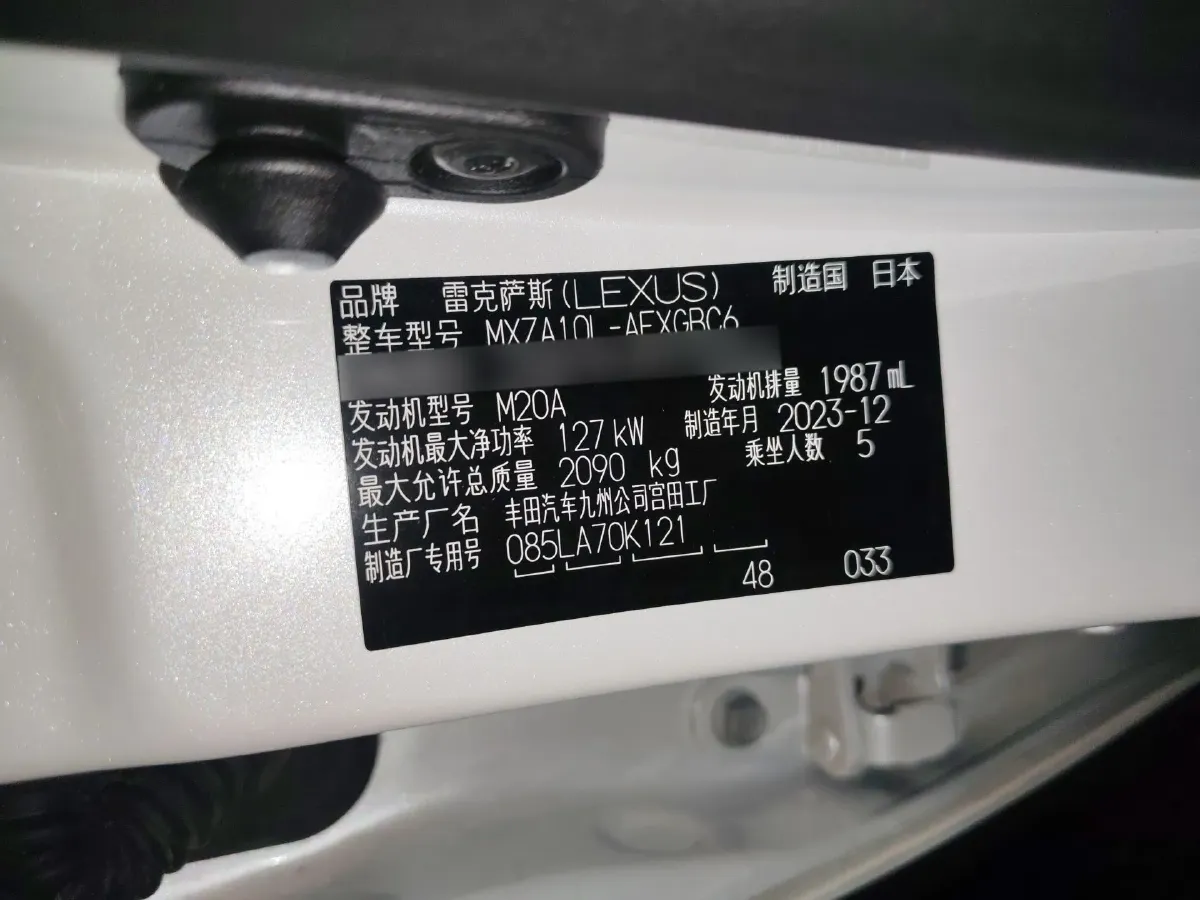 品牌 雷克萨斯(LEXUS) 制造国 日本
整车型号 MXZA10L-AEXGBC6
发动机型号 M20A 发动机排量 1987mL
发动机最大净功率 127kW 制造年月 2023-12
最大允许总质量 2090 kg 乘坐人数 5
生产厂名 丰田汽车九州公司宫田工厂
制造厂专用号 085LA70K121
48 033